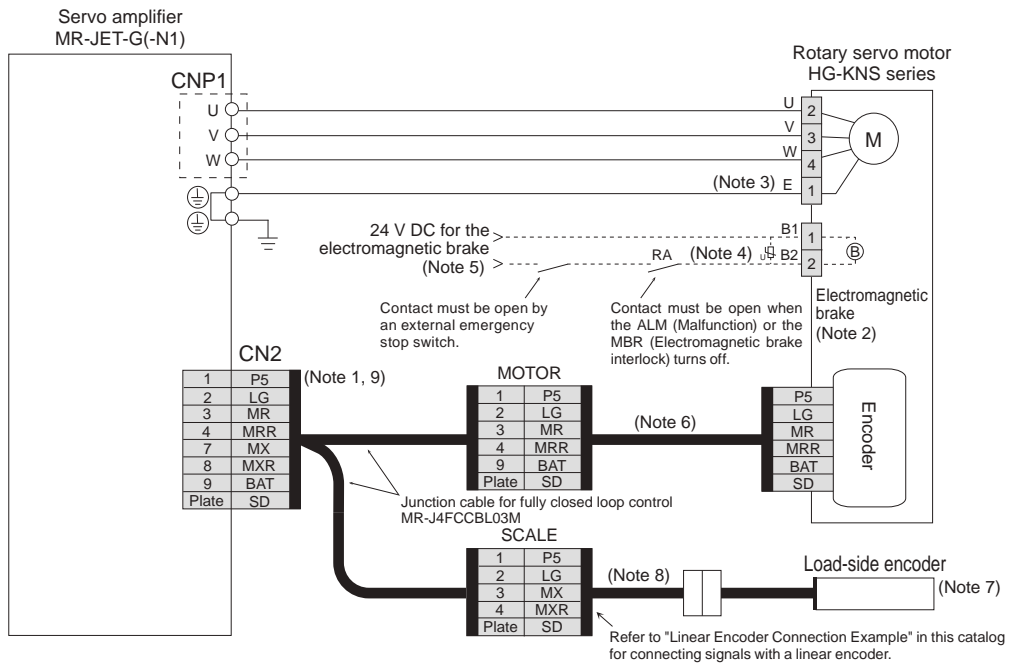 Servo amplifier
MR-JET-G(-N1)
Rotary servo motor
HG-KNS series
CNP1
U
V
W
U 2
V 3
W 4
(Note 3) E 1
M
24 V DC for the
electromagnetic brake
(Note 5)
RA (Note 4)
U
B1 1
B2 2
B
Contact must be open by
an external emergency
stop switch.
Contact must be open when
the ALM (Malfunction) or the
MBR (Electromagnetic brake
interlock) turns off.
Electromagnetic
brake
(Note 2)
CN2
(Note 1, 9)
1 P5
2 LG
3 MR
4 MRR
7 MX
8 MXR
9 BAT
Plate SD
MOTOR
1 P5
2 LG
3 MR
4 MRR
9 BAT
Plate SD
(Note 6)
P5
LG
MR
MRR
BAT
SD
Encoder
Junction cable for fully closed loop control
MR-J4FCCBL03M
SCALE
1 P5
2 LG
3 MX
4 MXR
Plate SD
(Note 8)
Load-side encoder
(Note 7)
Refer to "Linear Encoder Connection Example" in this catalog
for connecting signals with a linear encoder.